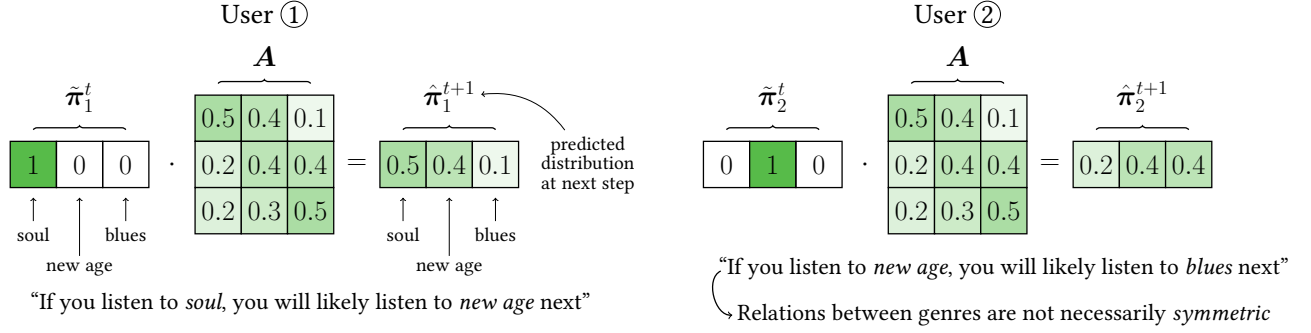 User ①
A
π̃₁ᵗ
π̂₁ᵗ⁺¹
0.5 0.4 0.1
1 0 0 · 0.2 0.4 0.4 = 0.5 0.4 0.1
0.2 0.3 0.5
predicted
distribution
at next step
soul blues soul blues
new age new age
“If you listen to soul, you will likely listen to new age next”
User ②
A
π̃₂ᵗ
π̂₂ᵗ⁺¹
0.5 0.4 0.1
0 1 0 · 0.2 0.4 0.4 = 0.2 0.4 0.4
0.2 0.3 0.5
“If you listen to new age, you will likely listen to blues next”
Relations between genres are not necessarily symmetric